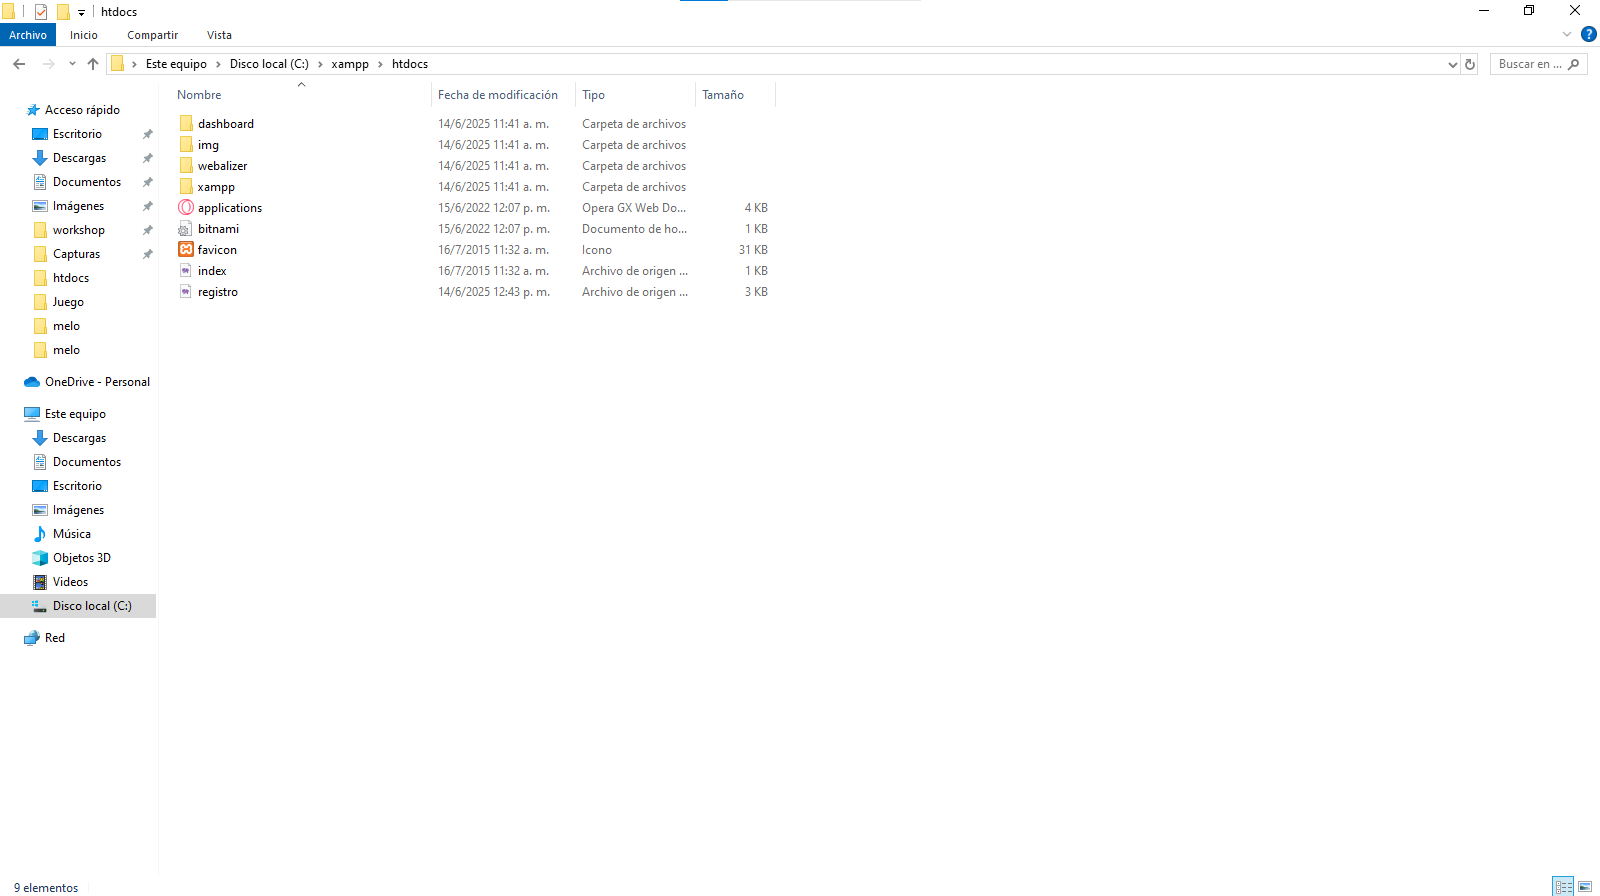 htdocs
Archivo Inicio Compartir Vista
Este equipo Disco local (C:) xampp htdocs Buscar en ...
Nombre Fecha de modificación Tipo Tamaño
dashboard 14/6/2025 11:41 a. m. Carpeta de archivos
img 14/6/2025 11:41 a. m. Carpeta de archivos
webalizer 14/6/2025 11:41 a. m. Carpeta de archivos
xampp 14/6/2025 11:41 a. m. Carpeta de archivos
applications 15/6/2022 12:07 p. m. Opera GX Web Do... 4 KB
bitnami 15/6/2022 12:07 p. m. Documento de ho... 1 KB
favicon 16/7/2015 11:32 a. m. Icono 31 KB
index 16/7/2015 11:32 a. m. Archivo de origen ... 1 KB
registro 14/6/2025 12:43 p. m. Archivo de origen ... 3 KB
Acceso rápido
Escritorio
Descargas
Documentos
Imágenes
workshop
Capturas
htdocs
Juego
melo
melo
OneDrive - Personal
Este equipo
Descargas
Documentos
Escritorio
Imágenes
Música
Objetos 3D
Videos
Disco local (C:)
Red
9 elementos